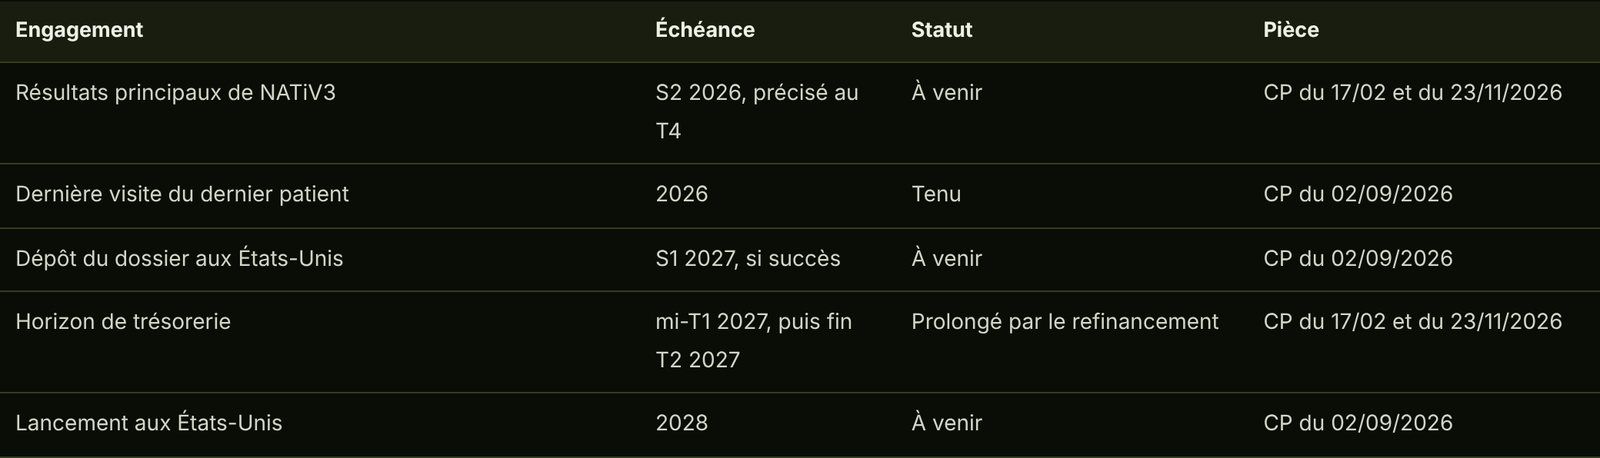 Engagement Échéance Statut Pièce
Résultats principaux de NATiV3 S2 2026, précisé au À venir CP du 17/02 et du 23/11/2026
T4
Dernière visite du dernier patient 2026 Tenu CP du 02/09/2026
Dépôt du dossier aux États-Unis S1 2027, si succès À venir CP du 02/09/2026
Horizon de trésorerie mi-T1 2027, puis fin Prolongé par le refinancement CP du 17/02 et du 23/11/2026
T2 2027
Lancement aux États-Unis 2028 À venir CP du 02/09/2026